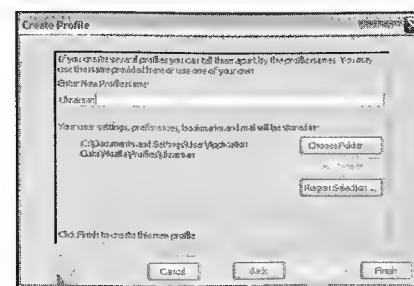 Create Profile
If you create several profiles you can tell them apart by the profile names. You may
use the name provided here or use one of your own.
Enter New Profile name:
Librarian
Your user settings, preferences, bookmarks and mail will be stored in:
C:\Documents and Settings\User\Application
Data\Mozilla\Profiles\Librarian
Choose Folder
Region Selection ...
Click Finish to create this new profile
Cancel
Back
Finish